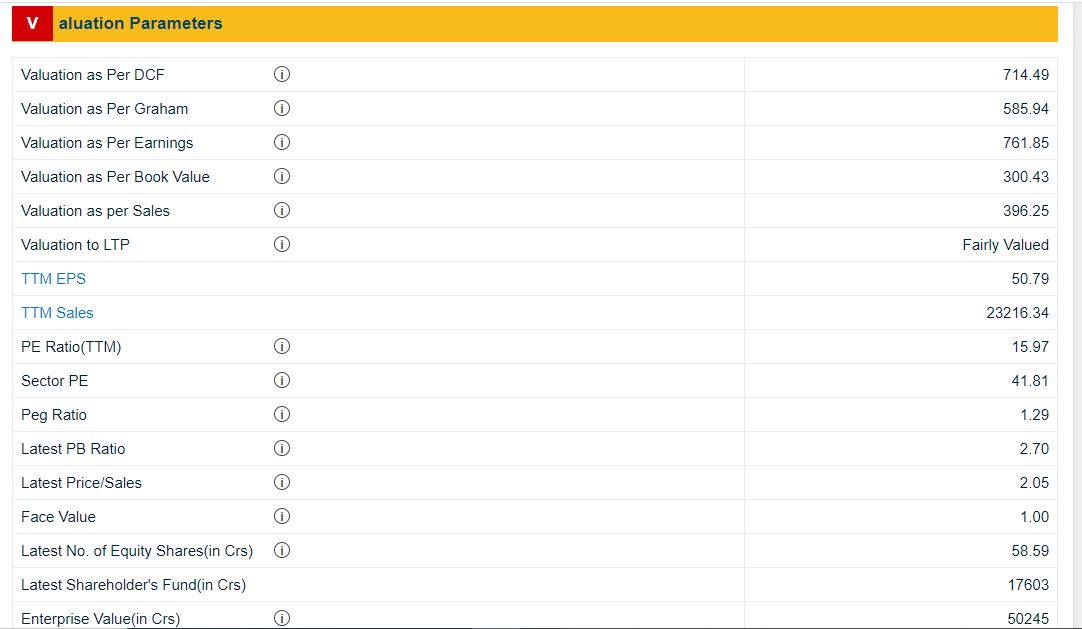 V aluation Parameters
Valuation as Per DCF 714.49
Valuation as Per Graham 585.94
Valuation as Per Earnings 761.85
Valuation as Per Book Value 300.43
Valuation as per Sales 396.25
Valuation to LTP Fairly Valued
TTM EPS 50.79
TTM Sales 23216.34
PE Ratio(TTM) 15.97
Sector PE 41.81
Peg Ratio 1.29
Latest PB Ratio 2.70
Latest Price/Sales 2.05
Face Value 1.00
Latest No. of Equity Shares(in Crs) 58.59
Latest Shareholder's Fund(in Crs) 17603
Enterprise Value(in Crs) 50245